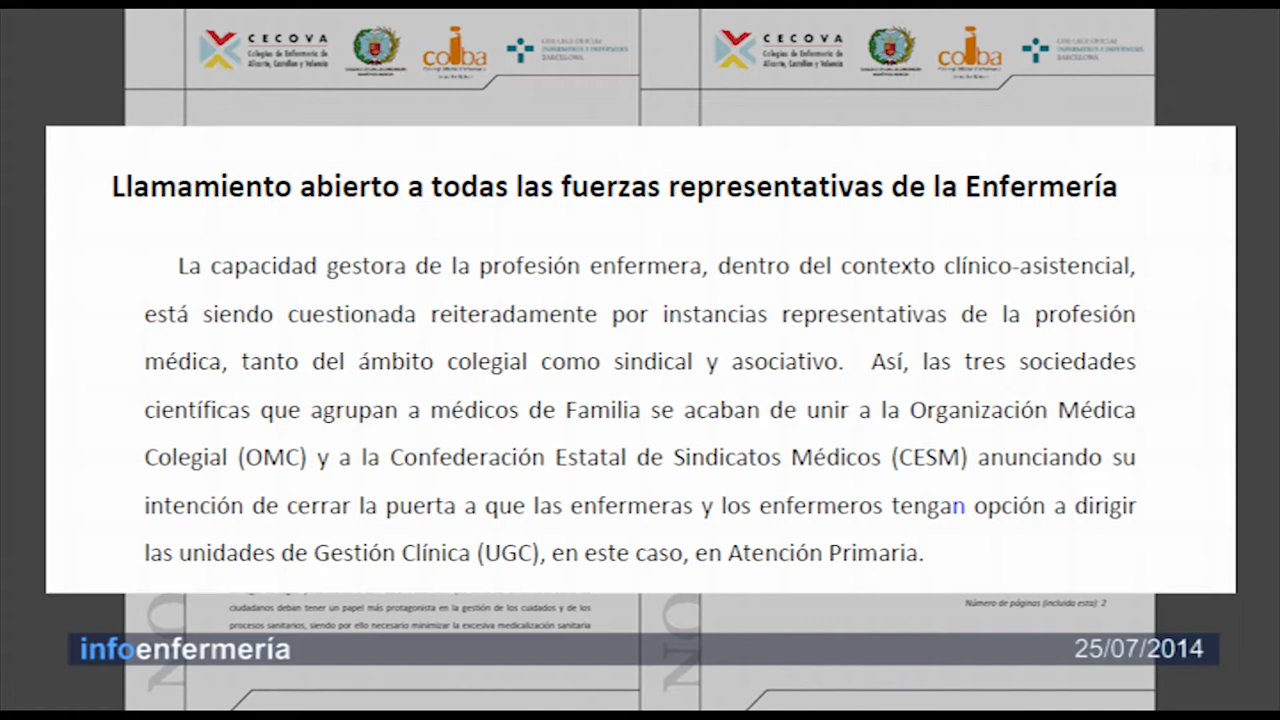 CECOVA
Colegios de Enfermería de
Alicante, Castellón y Valencia
coiba
CECOVA
Colegios de Enfermería de
Alicante, Castellón y Valencia
coiba
Llamamiento abierto a todas las fuerzas representativas de la Enfermería
La capacidad gestora de la profesión enfermera, dentro del contexto clínico-asistencial,
está siendo cuestionada reiteradamente por instancias representativas de la profesión
médica, tanto del ámbito colegial como sindical y asociativo. Así, las tres sociedades
científicas que agrupan a médicos de Familia se acaban de unir a la Organización Médica
Colegial (OMC) y a la Confederación Estatal de Sindicatos Médicos (CESM) anunciando su
intención de cerrar la puerta a que las enfermeras y los enfermeros tengan opción a dirigir
las unidades de Gestión Clínica (UGC), en este caso, en Atención Primaria.
ciudadanos deban tener un papel más protagonista en la gestión de los cuidados y de los
procesos sanitarios, siendo por ello necesario minimizar la excesiva medicalización sanitaria
Número de páginas (incluida esta): 2
infoenfermería
25/07/2014